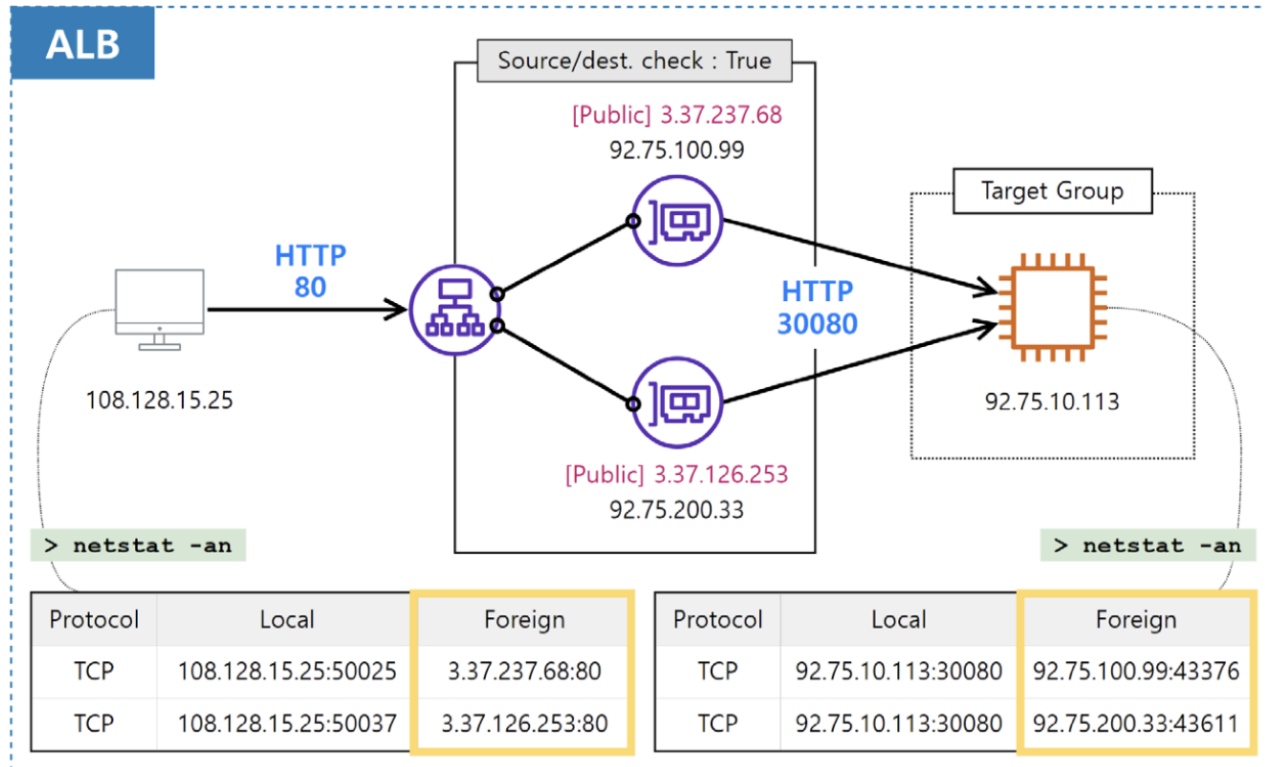 ALB
Source/dest. check : True
[Public] 3.37.237.68
92.75.100.99
Target Group
HTTP
80
HTTP
30080
108.128.15.25
92.75.10.113
[Public] 3.37.126.253
92.75.200.33
> netstat -an
> netstat -an
Protocol Local Foreign
TCP 108.128.15.25:50025 3.37.237.68:80
TCP 108.128.15.25:50037 3.37.126.253:80
Protocol Local Foreign
TCP 92.75.10.113:30080 92.75.100.99:43376
TCP 92.75.10.113:30080 92.75.200.33:43611